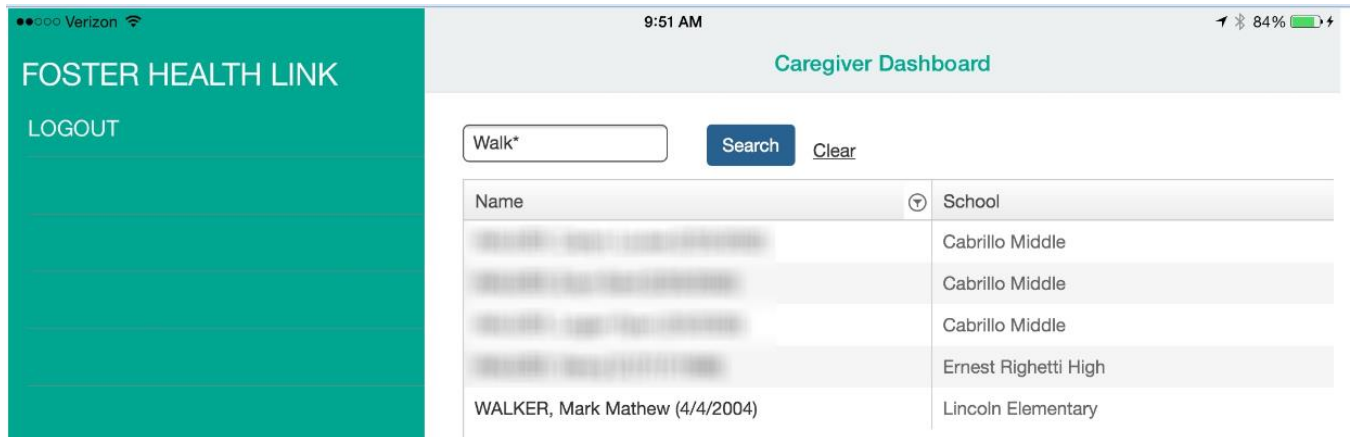 Verizon 9:51 AM 84%
FOSTER HEALTH LINK
LOGOUT
Caregiver Dashboard
Walk* Search Clear
Name School
Cabrillo Middle
Cabrillo Middle
Cabrillo Middle
Ernest Righetti High
WALKER, Mark Mathew (4/4/2004) Lincoln Elementary